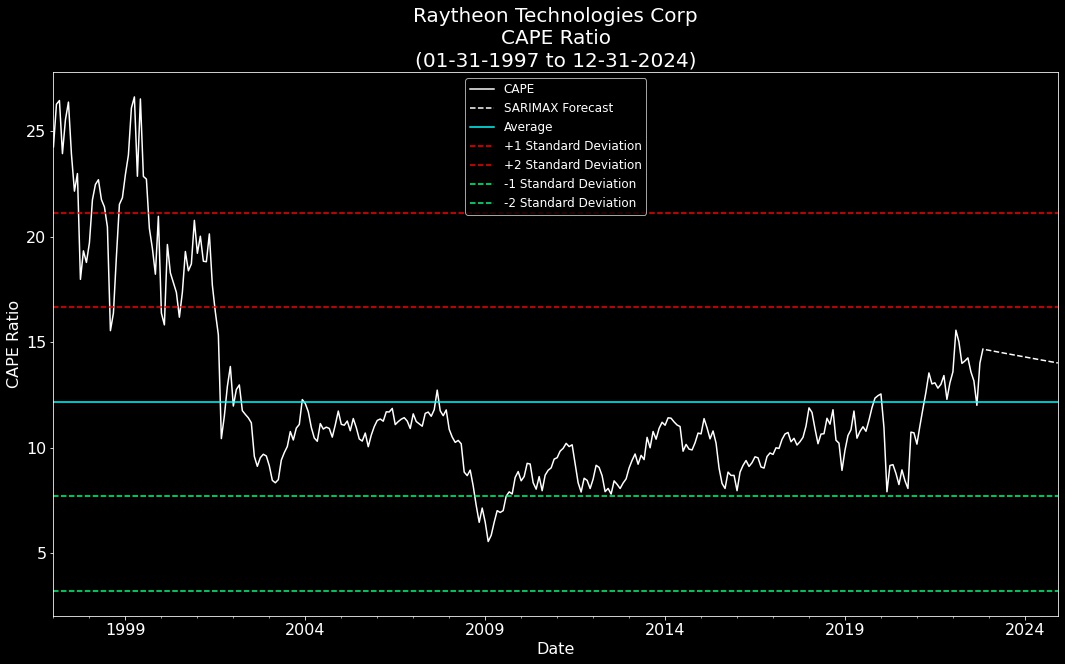 Raytheon Technologies Corp
CAPE Ratio
(01-31-1997 to 12-31-2024)
CAPE
SARIMAX Forecast
Average
+1 Standard Deviation
+2 Standard Deviation
-1 Standard Deviation
-2 Standard Deviation
25
20
15
10
5
CAPE Ratio
1999 2004 2009 2014 2019 2024
Date